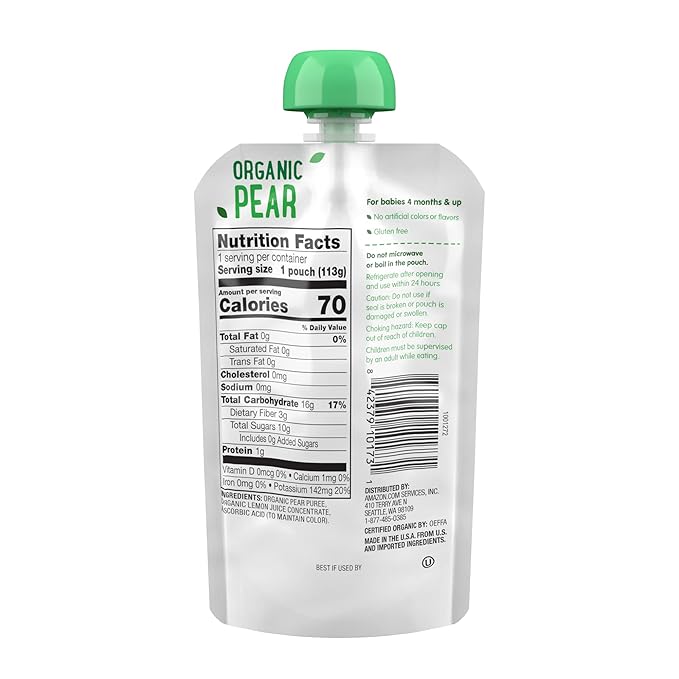 ORGANIC
PEAR
Nutrition Facts
1 serving per container
Serving size 1 pouch (113g)
Amount per serving
Calories 70
% Daily Value
Total Fat 0g 0%
Saturated Fat 0g
Trans Fat 0g
Cholesterol 0mg
Sodium 0mg
Total Carbohydrate 16g 17%
Dietary Fiber 3g
Total Sugars 10g
Includes 0g Added Sugars
Protein 1g
Vitamin D 0mcg 0% • Calcium 1mg 0%
Iron 0mg 0% • Potassium 142mg 20%
INGREDIENTS: ORGANIC PEAR PUREE,
ORGANIC LEMON JUICE CONCENTRATE,
ASCORBIC ACID (TO MAINTAIN COLOR).
For babies 4 months & up
No artificial colors or flavors
Gluten free
Do not microwave
or boil in the pouch.
Refrigerate after opening
and use within 24 hours
Caution: Do not use if
seal is broken or pouch is
damaged or swollen.
Choking hazard: Keep cap
out of reach of children.
Children must be supervised
by an adult while eating.
8 42379 10173 1
1001272
DISTRIBUTED BY:
AMAZON.COM SERVICES, INC.
410 TERRY AVE N
SEATTLE, WA 98109
1-877-485-0385
CERTIFIED ORGANIC BY: OEFFA
MADE IN THE U.S.A. FROM U.S.
AND IMPORTED INGREDIENTS.
BEST IF USED BY
U